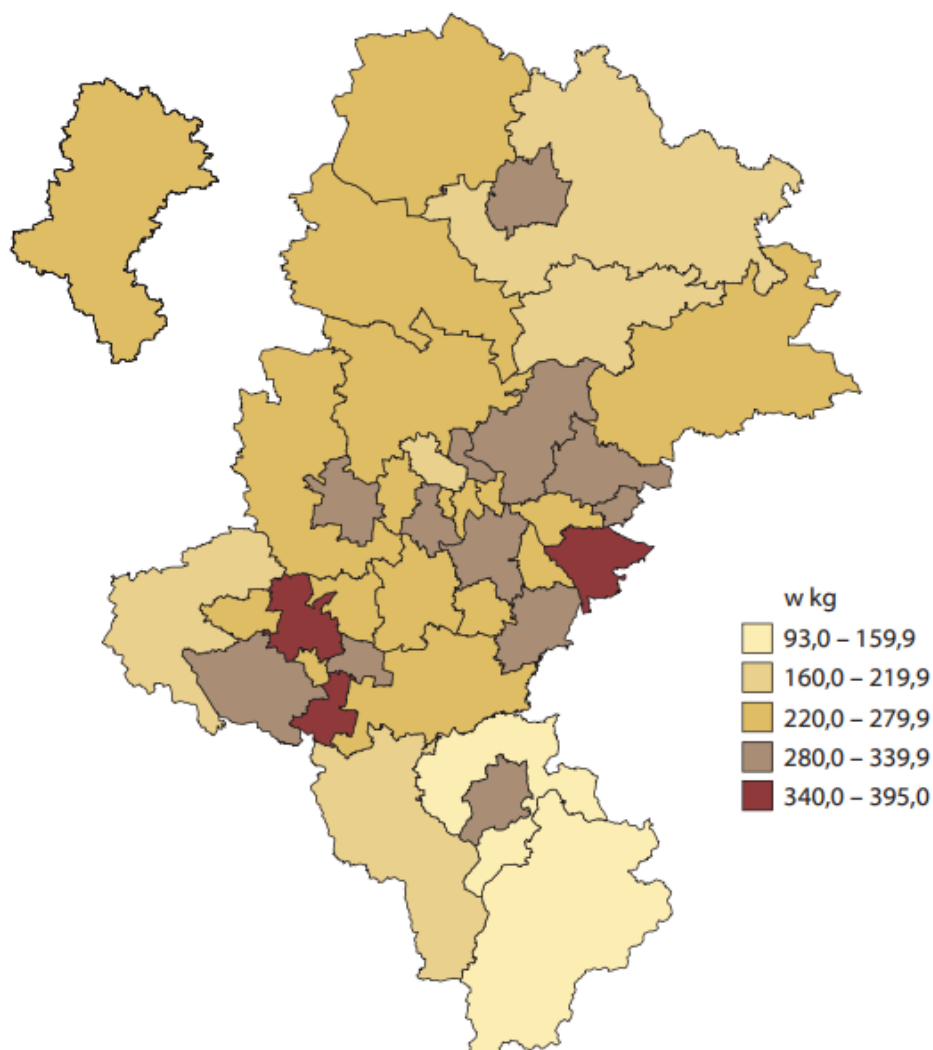 w kg
93,0 – 159,9
160,0 – 219,9
220,0 – 279,9
280,0 – 339,9
340,0 – 395,0